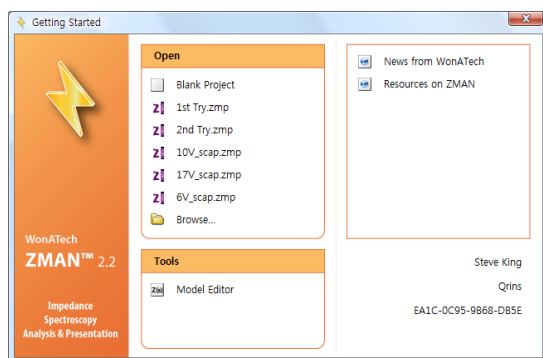 Getting Started
Open
Blank Project
1st Try.zmp
2nd Try.zmp
10V_scap.zmp
17V_scap.zmp
6V_scap.zmp
Browse...
Tools
Z(s)
Model Editor
WonATech
ZMAN™ 2.2
Impedance
Spectroscopy
Analysis & Presentation
News from WonATech
Resources on ZMAN
Steve King
Qrins
EA1C-0C95-9B68-DB5E